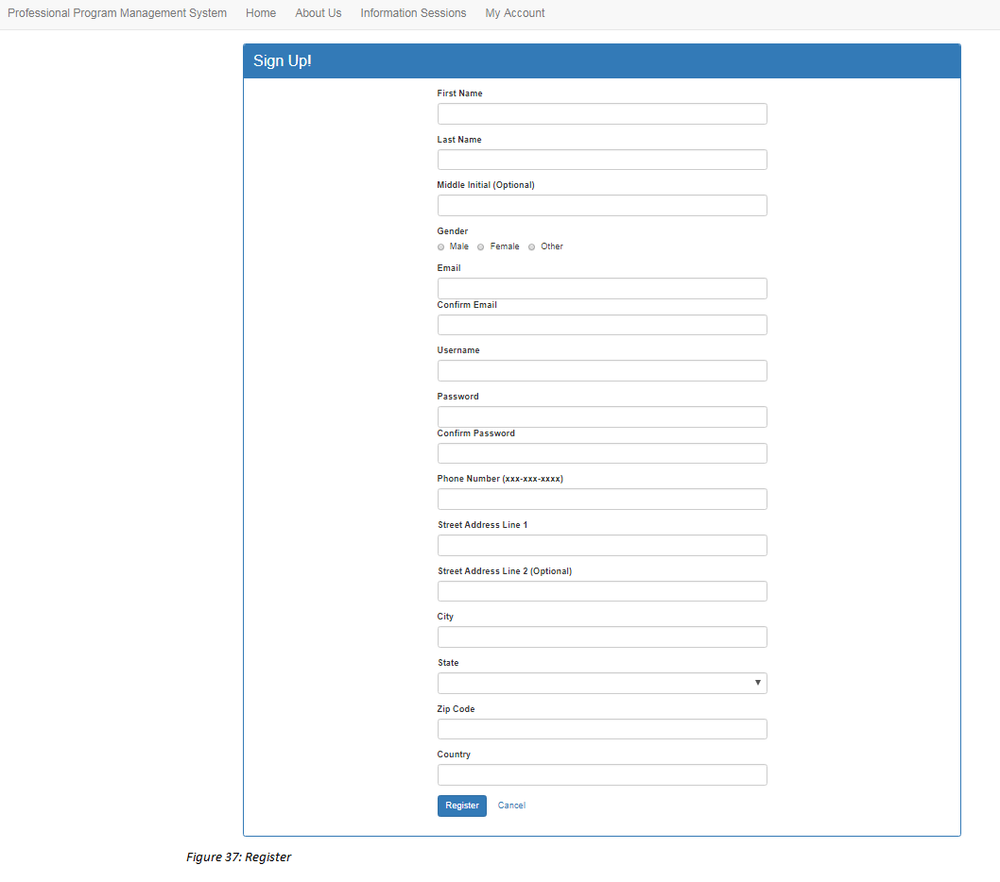 Professional Program Management System Home About Us Information Sessions My Account
Sign Up!
First Name
Last Name
Middle Initial (Optional)
Gender
Male Female Other
Email
Confirm Email
Username
Password
Confirm Password
Phone Number (xxx-xxx-xxxx)
Street Address Line 1
Street Address Line 2 (Optional)
City
State
Zip Code
Country
Register Cancel
Figure 37: Register